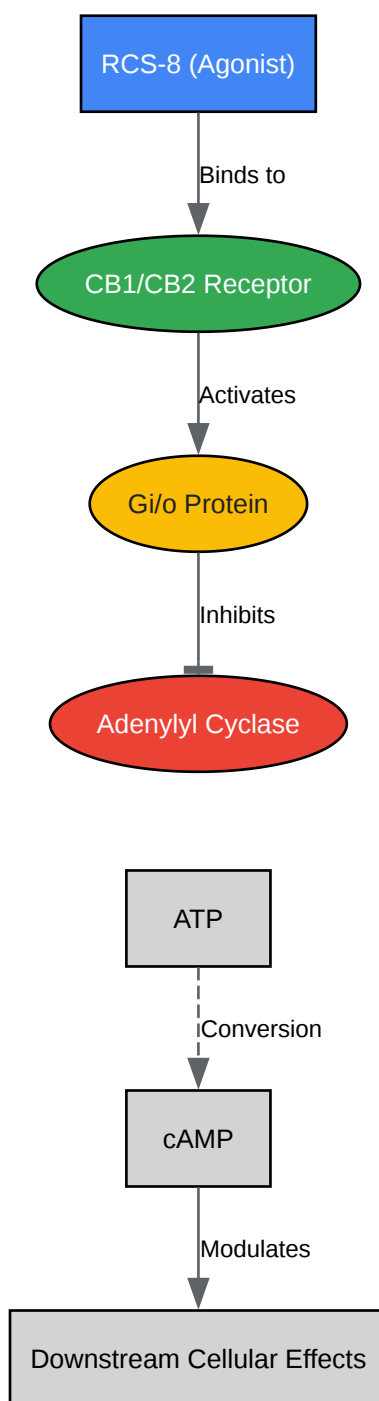 RCS-8 (Agonist)
Binds to
CB1/CB2 Receptor
Activates
Gi/o Protein
Inhibits
Adenylyl Cyclase
ATP
Conversion
cAMP
Modulates
Downstream Cellular Effects